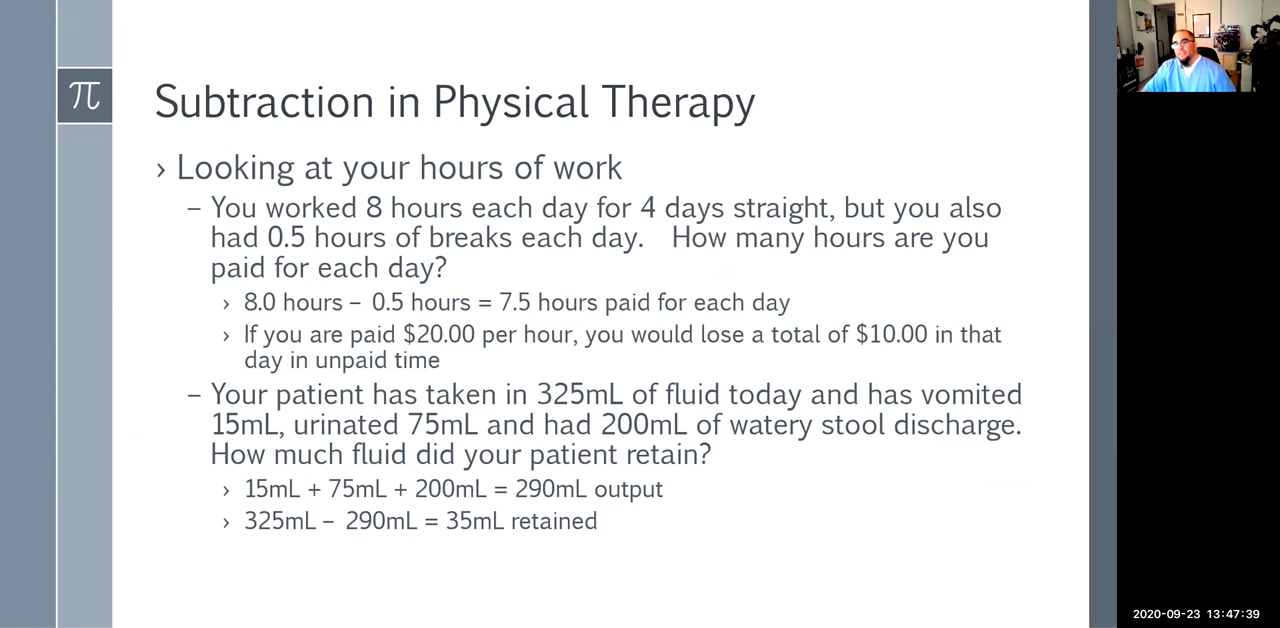 π
Subtraction in Physical Therapy
› Looking at your hours of work
– You worked 8 hours each day for 4 days straight, but you also
had 0.5 hours of breaks each day. How many hours are you
paid for each day?
› 8.0 hours – 0.5 hours = 7.5 hours paid for each day
› If you are paid $20.00 per hour, you would lose a total of $10.00 in that
day in unpaid time
– Your patient has taken in 325mL of fluid today and has vomited
15mL, urinated 75mL and had 200mL of watery stool discharge.
How much fluid did your patient retain?
› 15mL + 75mL + 200mL = 290mL output
› 325mL – 290mL = 35mL retained
2020-09-23 13:47:39